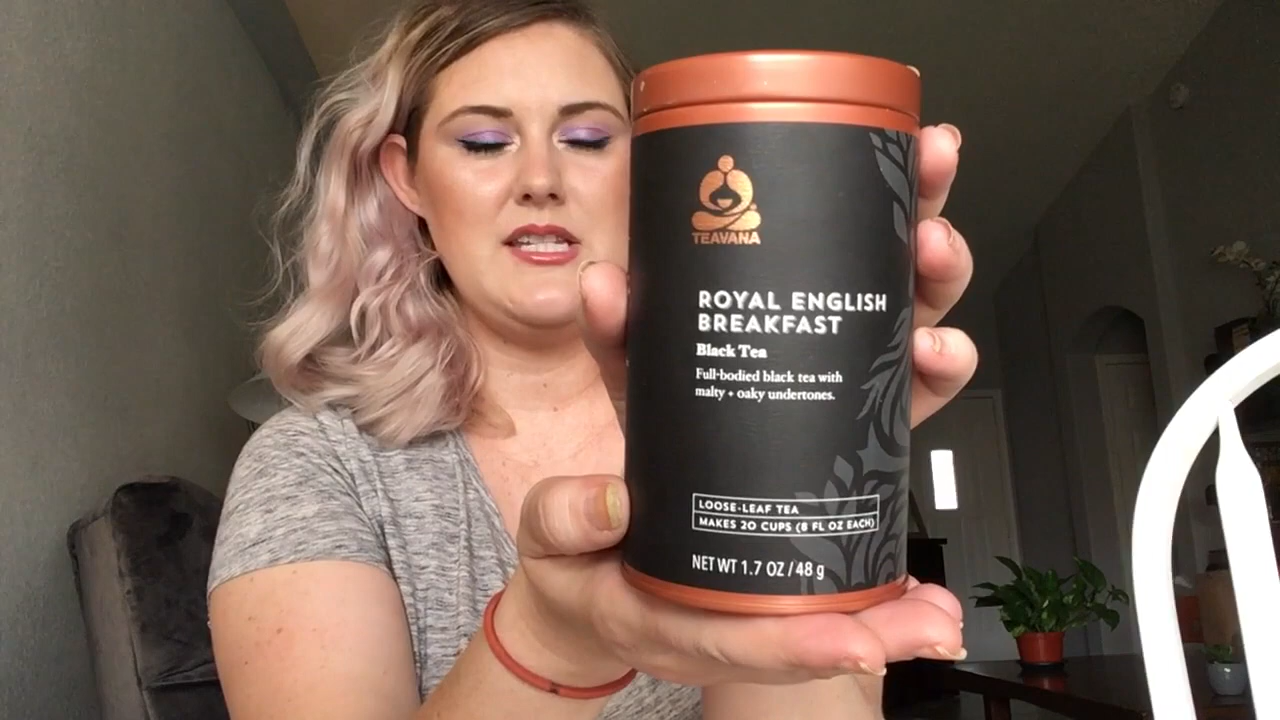 TEAVANA
ROYAL ENGLISH
BREAKFAST
Black Tea
Full-bodied black tea with
malty + oaky undertones.
LOOSE-LEAF TEA
MAKES 20 CUPS (8 FL OZ EACH)
NET WT 1.7 OZ / 48 g